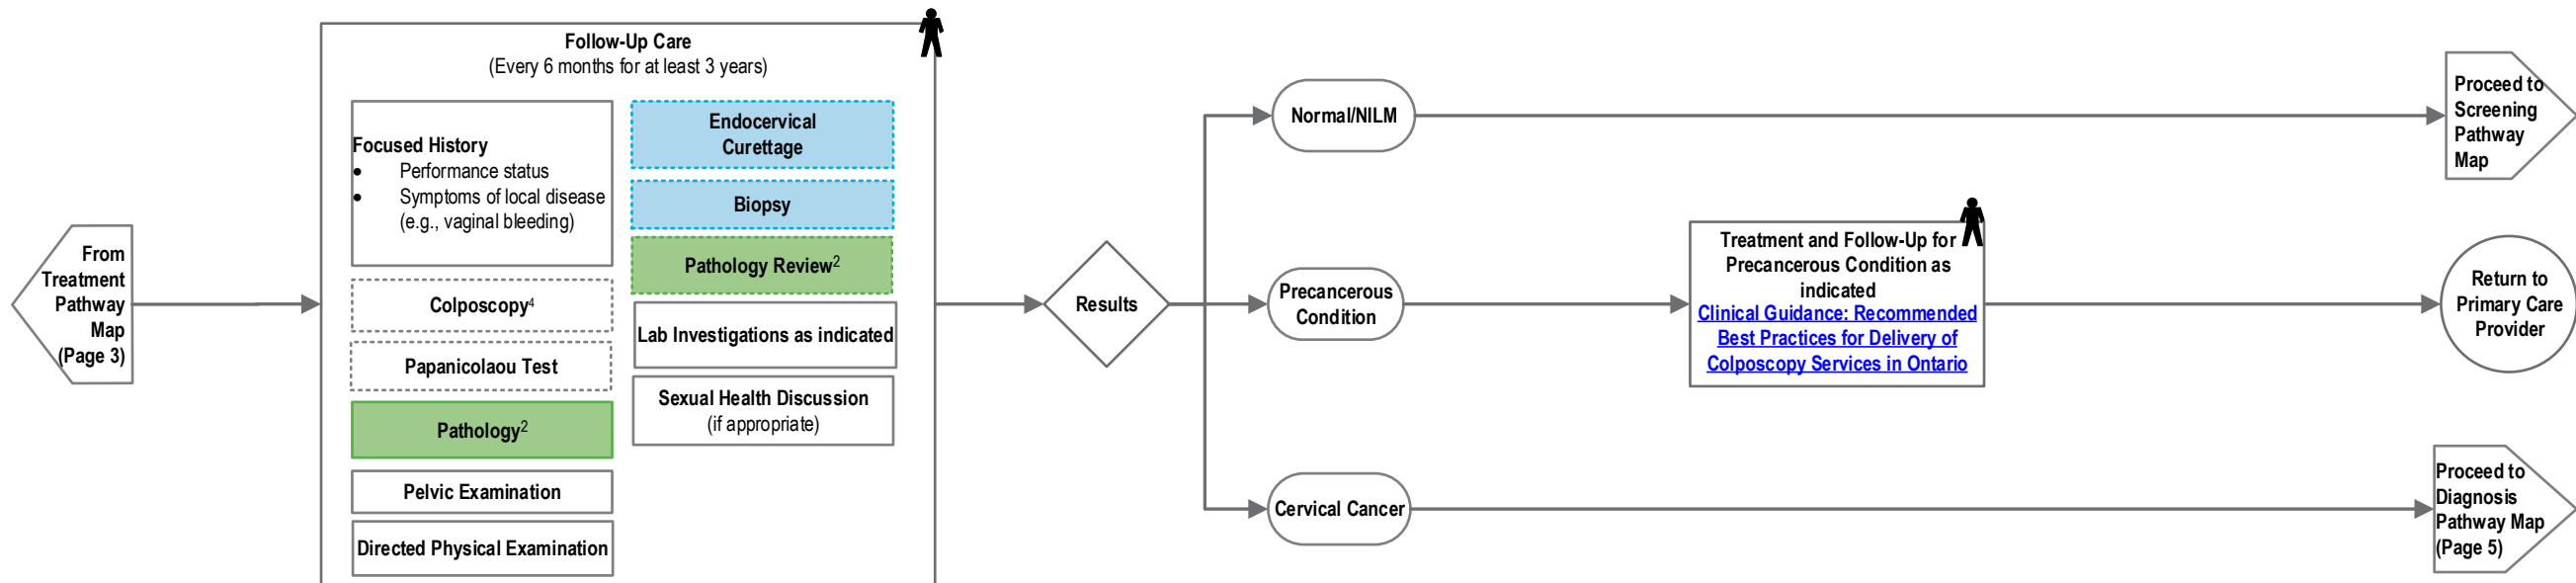 From
Treatment
Pathway
Map
(Page 3)
Follow-Up Care
(Every 6 months for at least 3 years)
Focused History
• Performance status
• Symptoms of local disease
(e.g., vaginal bleeding)
Colposcopy4
Papanicolaou Test
Pathology2
Pelvic Examination
Directed Physical Examination
Endocervical
Curettage
Biopsy
Pathology Review2
Lab Investigations as indicated
Sexual Health Discussion
(if appropriate)
Results
Normal/NILM
Proceed to
Screening
Pathway
Map
Precancerous
Condition
Treatment and Follow-Up for
Precancerous Condition as
indicated
Clinical Guidance: Recommended
Best Practices for Delivery of
Colposcopy Services in Ontario
Return to
Primary Care
Provider
Cervical Cancer
Proceed to
Diagnosis
Pathway Map
(Page 5)